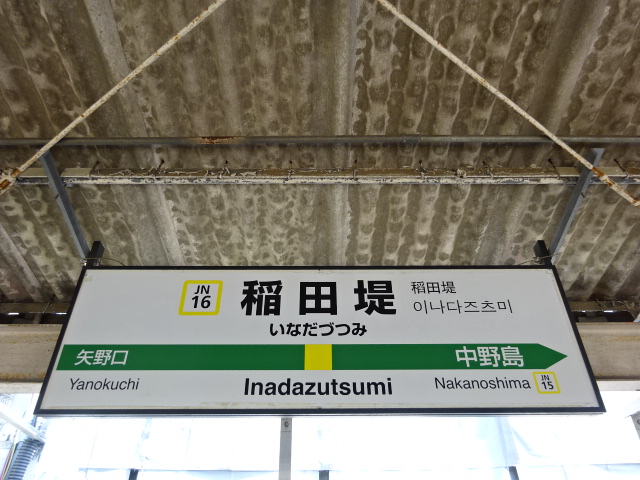 JN
16
稲田堤
稲田堤
이나다즈츠미
いなだづつみ
矢野口
中野島
Yanokuchi
Inadazutsumi
Nakanoshima
JN
15